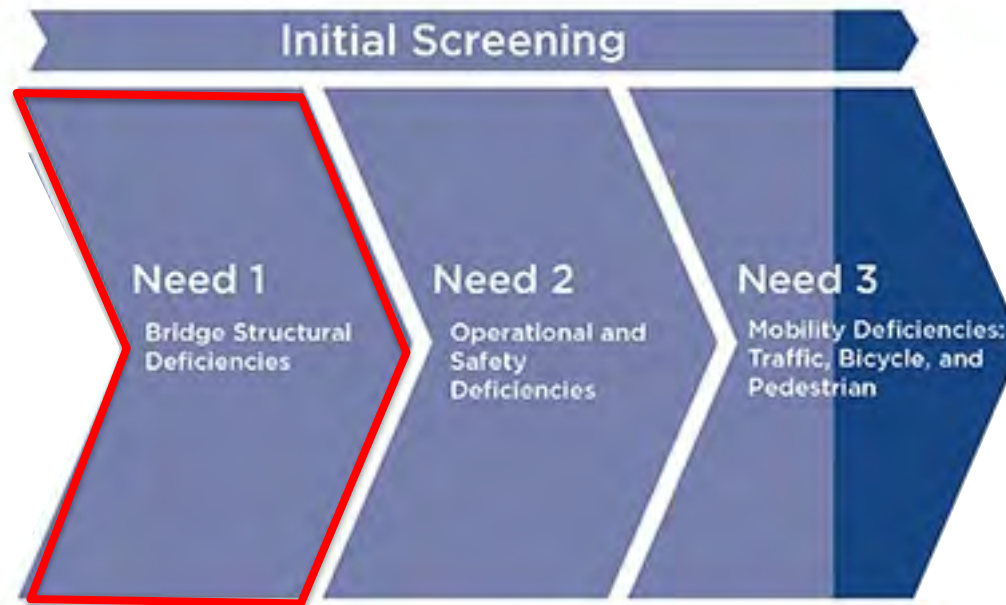 Initial Screening
Need 1
Bridge Structural
Deficiencies
Need 2
Operational and
Safety
Deficiencies
Need 3
Mobility Deficiencies:
Traffic, Bicycle, and
Pedestrian